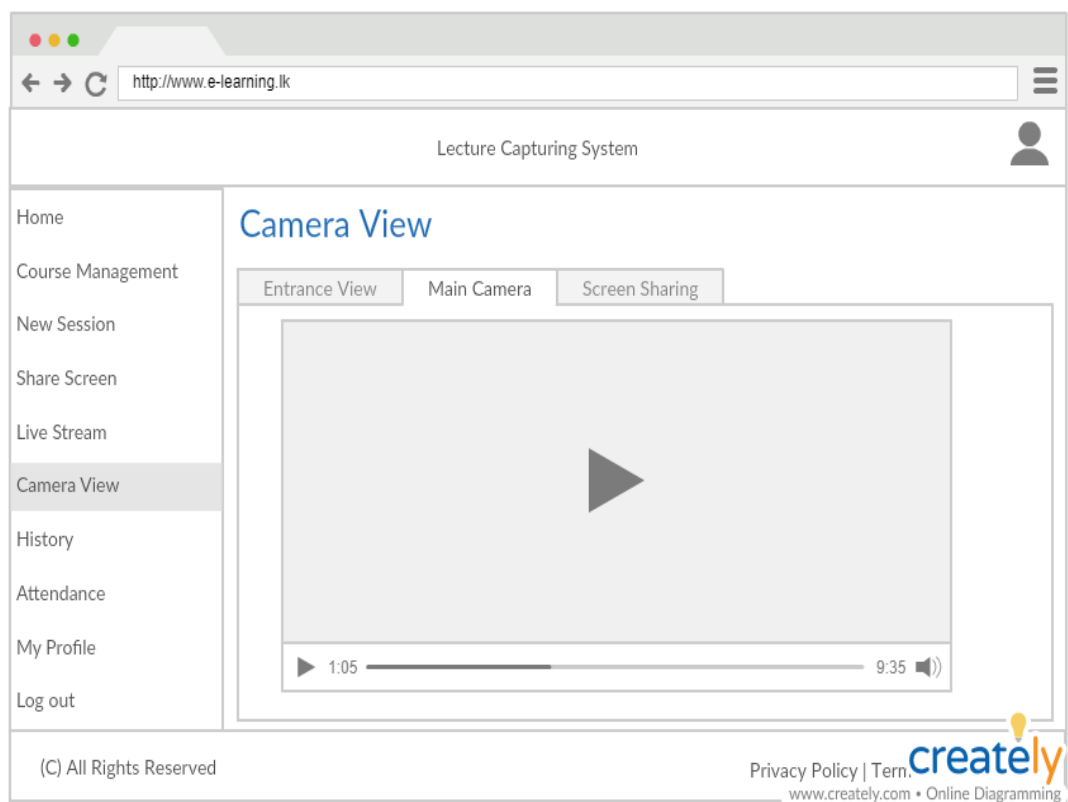 http://www.e-learning.lk
Lecture Capturing System
Home
Course Management
New Session
Share Screen
Live Stream
Camera View
History
Attendance
My Profile
Log out
Camera View
Entrance View Main Camera Screen Sharing
1:05 9:35
(C) All Rights Reserved
Privacy Policy |
creately
www.creately.com • Online Diagramming